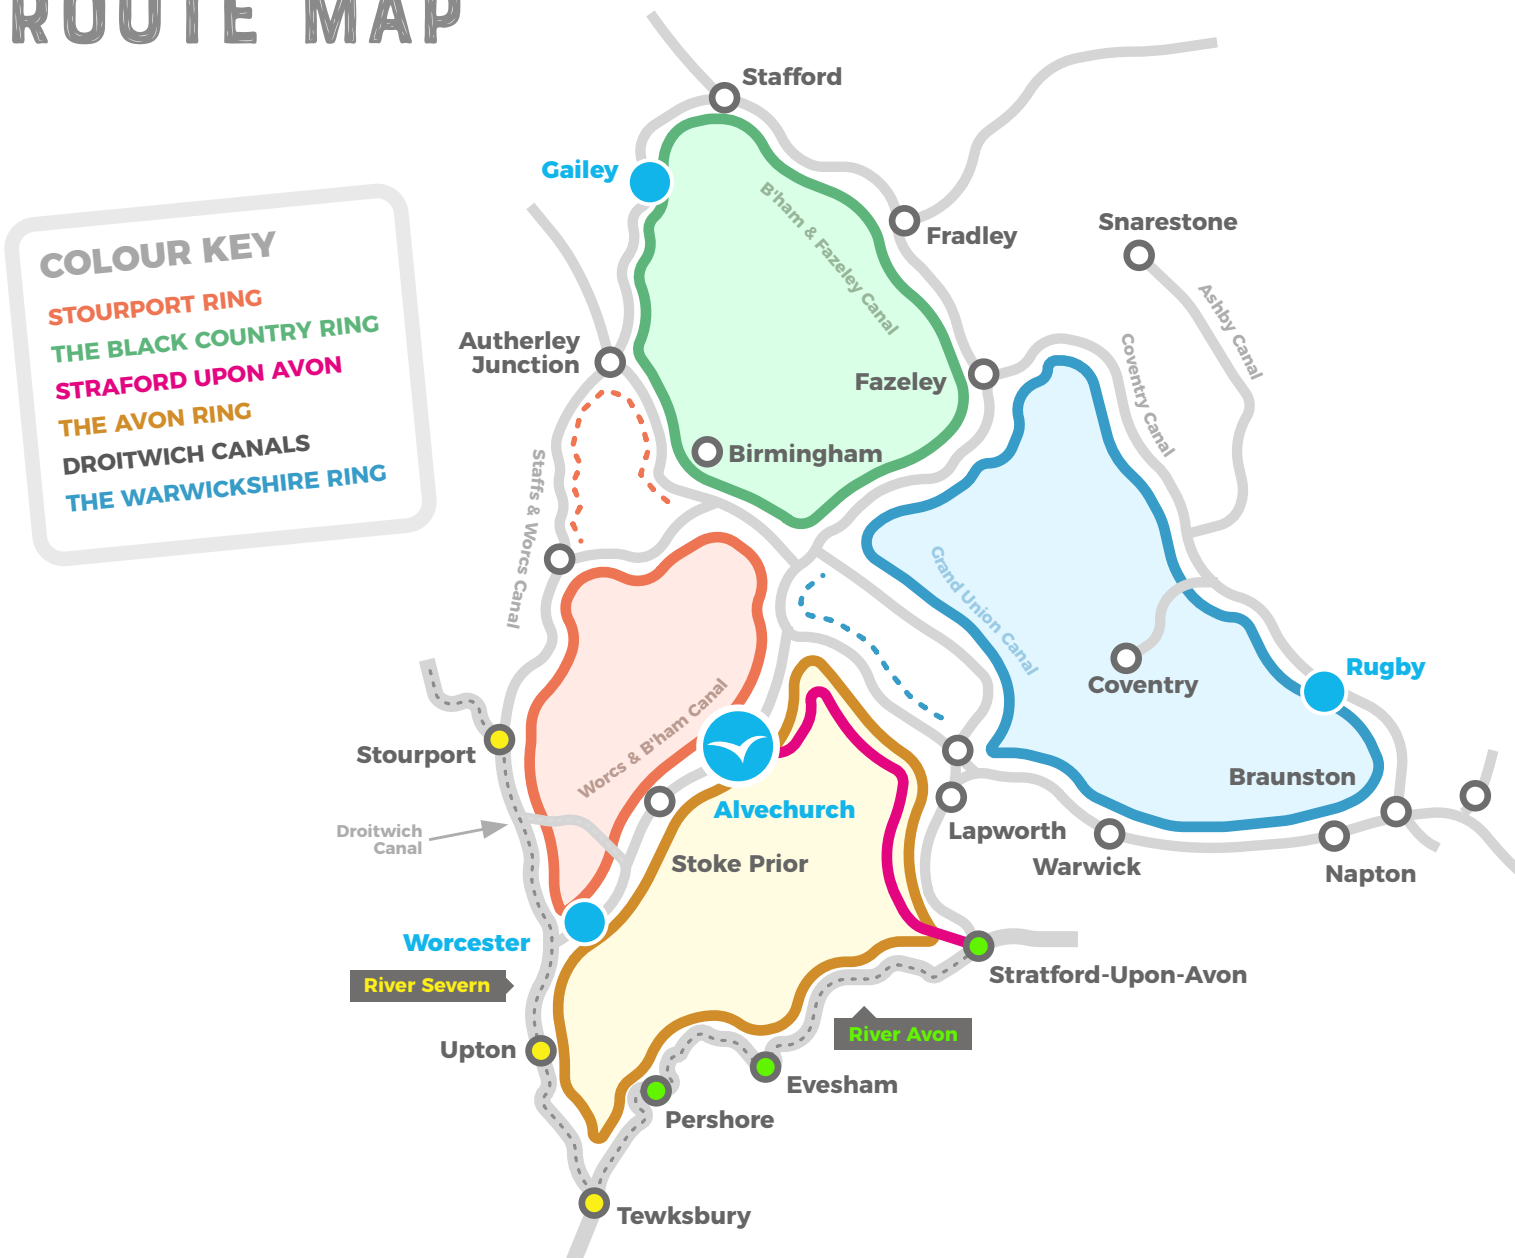 ROUTE MAP
Stafford
Gailey
B'ham & Fazeley Canal
Fradley
Snarestone
COLOUR KEY
STOURPORT RING
THE BLACK COUNTRY RING
STRAFORD UPON AVON
THE AVON RING
DROITWICH CANALS
THE WARWICKSHIRE RING
Ashby Canal
Autherley
Junction
Coventry Canal
Fazeley
Birmingham
Staffs & Worcs Canal
Grand Union Canal
Coventry
Rugby
Worcs & B'ham Canal
Stourport
Braunston
Alvechurch
Droitwich
Canal
Lapworth
Stoke Prior
Warwick
Napton
Worcester
River Severn
Stratford-Upon-Avon
River Avon
Upton
Evesham
Pershore
Tewksbury